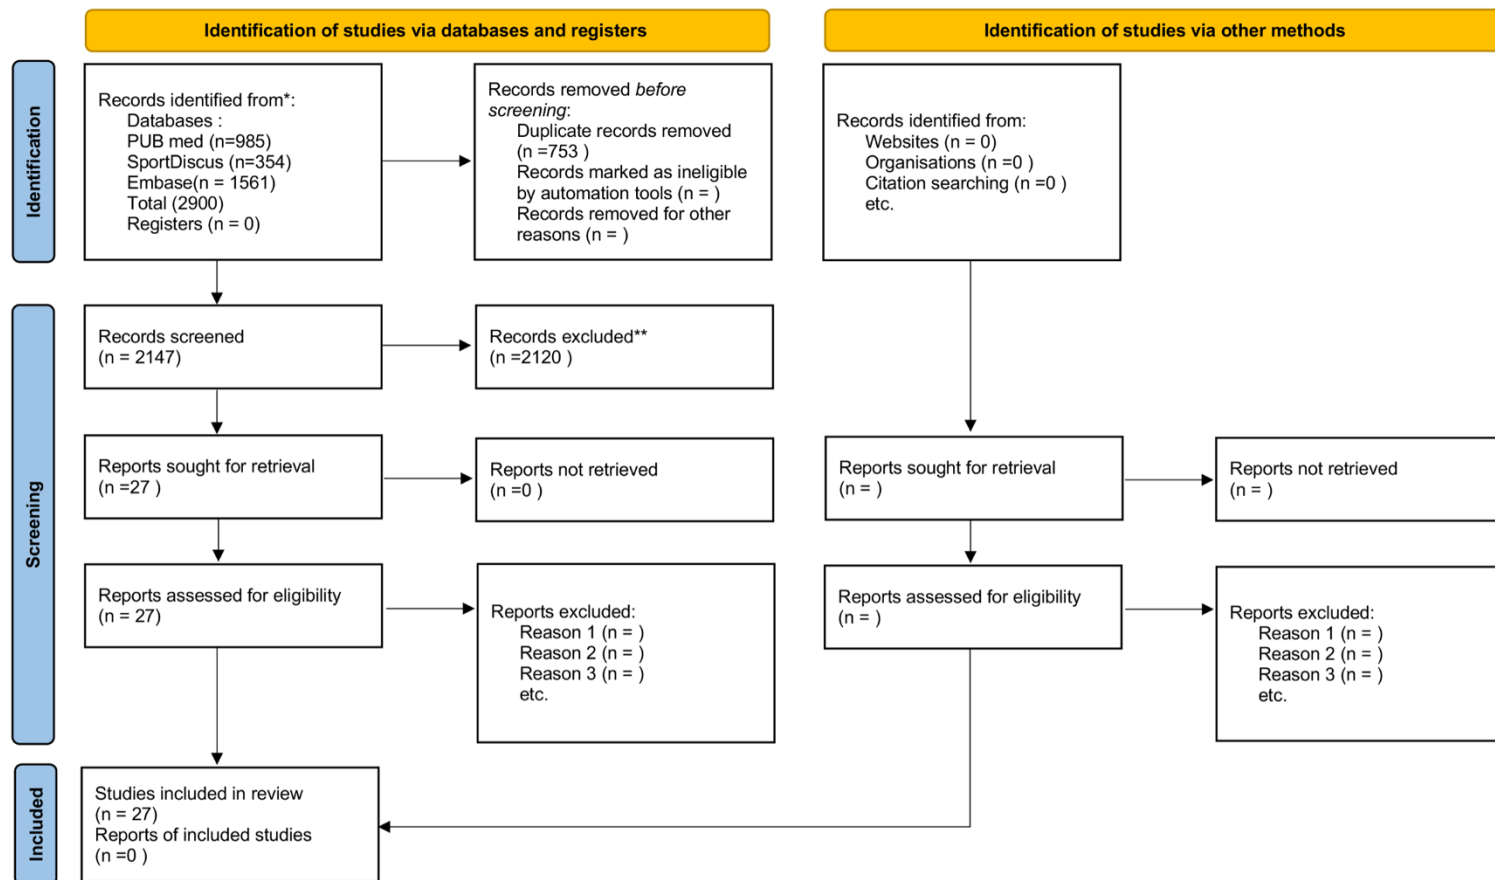 Identification of studies via databases and registers
Identification of studies via other methods
Identification
Records identified from*:
Databases :
PUB med (n=985)
SportDiscus (n=354)
Embase(n = 1561)
Total (2900)
Registers (n = 0)
Records removed before
screening:
Duplicate records removed
(n =753 )
Records marked as ineligible
by automation tools (n = )
Records removed for other
reasons (n = )
Records identified from:
Websites (n = 0)
Organisations (n =0 )
Citation searching (n =0 )
etc.
Screening
Records screened
(n = 2147)
Records excluded**
(n =2120 )
Reports sought for retrieval
(n =27 )
Reports not retrieved
(n =0 )
Reports sought for retrieval
(n = )
Reports not retrieved
(n = )
Reports assessed for eligibility
(n = 27)
Reports excluded:
Reason 1 (n = )
Reason 2 (n = )
Reason 3 (n = )
etc.
Reports assessed for eligibility
(n = )
Reports excluded:
Reason 1 (n = )
Reason 2 (n = )
Reason 3 (n = )
etc.
Included
Studies included in review
(n = 27)
Reports of included studies
(n =0 )